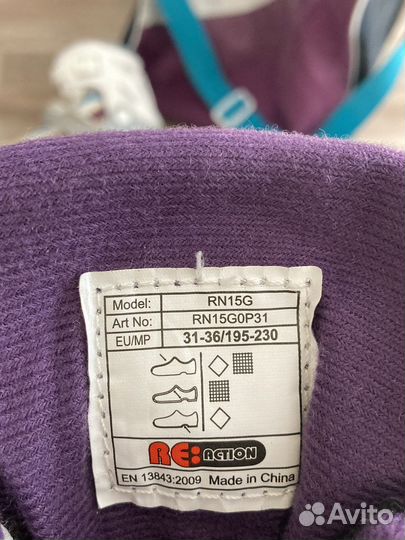 Model: RN15G
Art No: RN15G0P31
EU/MP 31-36/195-230
RE:ACTION
EN 13843:2009 Made in China
Avito